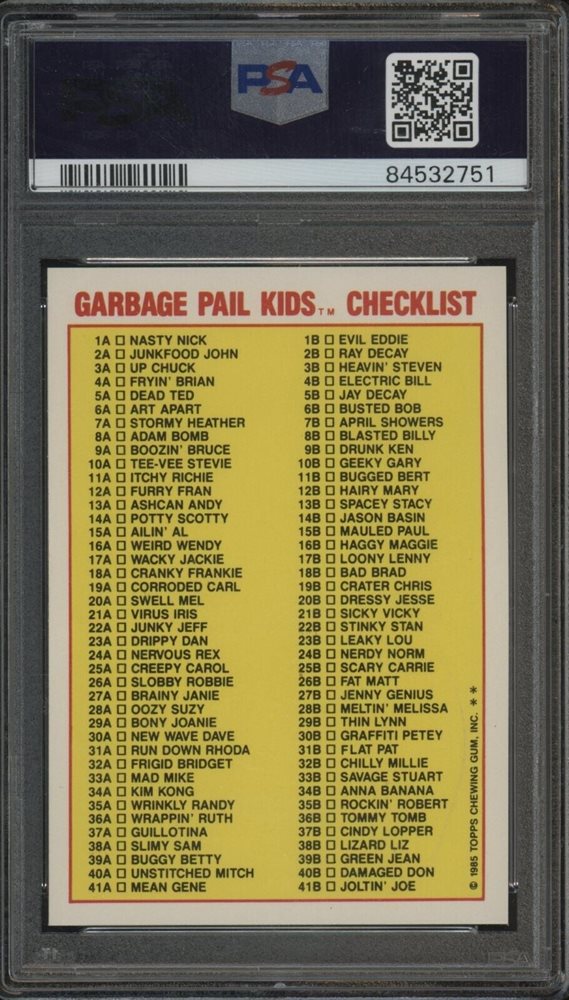 PSA
84532751
GARBAGE PAIL KIDS™ CHECKLIST
1A □ NASTY NICK 1B □ EVIL EDDIE
2A □ JUNKFOOD JOHN 2B □ RAY DECAY
3A □ UP CHUCK 3B □ HEAVIN' STEVEN
4A □ FRYIN' BRIAN 4B □ ELECTRIC BILL
5A □ DEAD TED 5B □ JAY DECAY
6A □ ART APART 6B □ BUSTED BOB
7A □ STORMY HEATHER 7B □ APRIL SHOWERS
8A □ ADAM BOMB 8B □ BLASTED BILLY
9A □ BOOZIN' BRUCE 9B □ DRUNK KEN
10A □ TEE-VEE STEVIE 10B □ GEEKY GARY
11A □ ITCHY RICHIE 11B □ BUGGED BERT
12A □ FURRY FRAN 12B □ HAIRY MARY
13A □ ASHCAN ANDY 13B □ SPACEY STACY
14A □ POTTY SCOTTY 14B □ JASON BASIN
15A □ AILIN' AL 15B □ MAULED PAUL
16A □ WEIRD WENDY 16B □ HAGGY MAGGIE
17A □ WACKY JACKIE 17B □ LOONY LENNY
18A □ CRANKY FRANKIE 18B □ BAD BRAD
19A □ CORRODED CARL 19B □ CRATER CHRIS
20A □ SWELL MEL 20B □ DRESSY JESSE
21A □ VIRUS IRIS 21B □ SICKY VICKY
22A □ JUNKY JEFF 22B □ STINKY STAN
23A □ DRIPPY DAN 23B □ LEAKY LOU
24A □ NERVOUS REX 24B □ NERDY NORM
25A □ CREEPY CAROL 25B □ SCARY CARRIE
26A □ SLOBBY ROBBIE 26B □ FAT MATT
27A □ BRAINY JANIE 27B □ JENNY GENIUS
28A □ OOZY SUZY 28B □ MELTIN' MELISSA
29A □ BONY JOANIE 29B □ THIN LYNN
30A □ NEW WAVE DAVE 30B □ GRAFFITI PETEY
31A □ RUN DOWN RHODA 31B □ FLAT PAT
32A □ FRIGID BRIDGET 32B □ CHILLY MILLIE
33A □ MAD MIKE 33B □ SAVAGE STUART
34A □ KIM KONG 34B □ ANNA BANANA
35A □ WRINKLY RANDY 35B □ ROCKIN' ROBERT
36A □ WRAPPIN' RUTH 36B □ TOMMY TOMB
37A □ GUILLOTINA 37B □ CINDY LOPPER
38A □ SLIMY SAM 38B □ LIZARD LIZ
39A □ BUGGY BETTY 39B □ GREEN JEAN
40A □ UNSTITCHED MITCH 40B □ DAMAGED DON
41A □ MEAN GENE 41B □ JOLTIN' JOE
© 1985 TOPPS CHEWING GUM, INC. * *
PSA